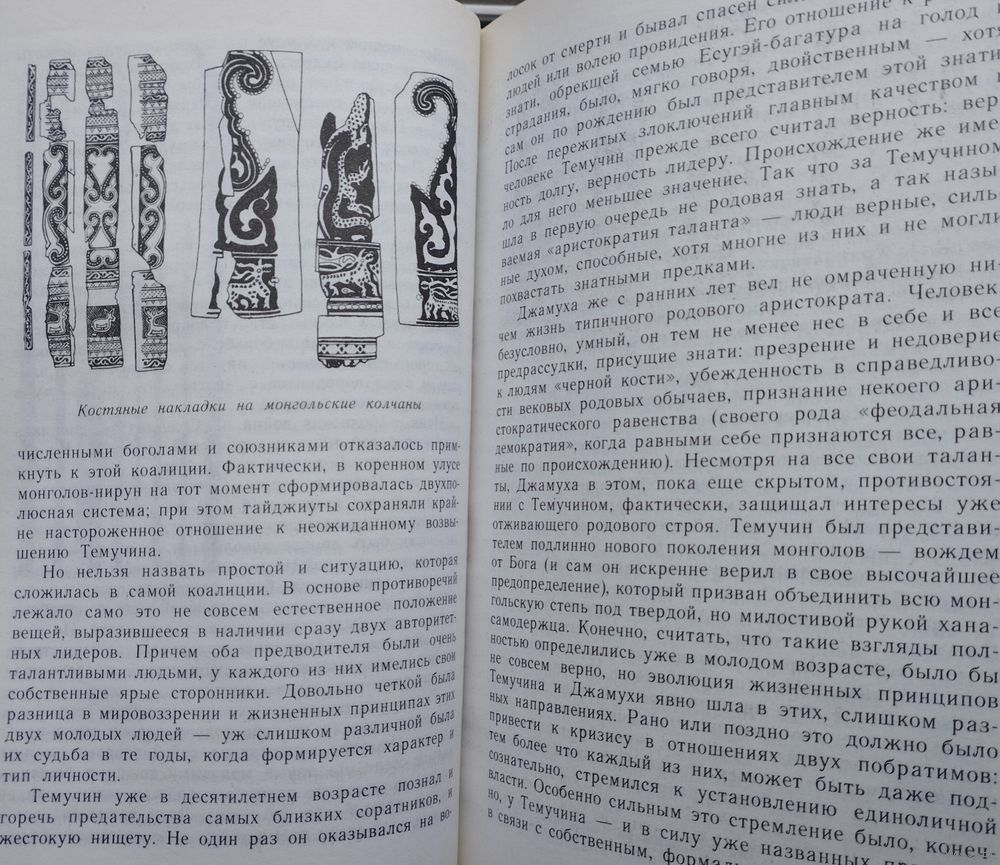 Костяные накладки на монгольские колчаны
численными боголами и союзниками отказалось прим-
кнуть к этой коалиции. Фактически, в коренном улусе
монголов-нирун на тот момент сформировалась двухпо-
люсная система; при этом тайджиуты сохраняли край-
не настороженное отношение к неожиданному возвы-
шению Темучина.
Но нельзя назвать простой и ситуацию, которая
сложилась в самой коалиции. В основе противоречий
лежало само это не совсем естественное положение
вещей, выразившееся в наличии сразу двух авторитет-
ных лидеров. Причем оба предводителя были очень
талантливыми людьми, у каждого из них имелись свои
собственные ярые сторонники. Довольно четкой была
разница в мировоззрении и жизненных принципах этих
двух молодых людей — уж слишком различной была
их судьба в те годы, когда формируется характер и
тип личности.
Темучин уже в десятилетнем возрасте познал и
горечь предательства самых близких соратников, и
жестокую нищету. Не один раз он оказывался на во-
лосок от смерти и бывал спасен
людей или волею провидения. Его отношение к
знати, обрекшей семью Есугэй-багатура на голод и
страдания, было, мягко говоря, двойственным — хотя
сам он по рождению был представителем этой знати.
После пережитых злоключений главным качеством в
человеке Темучин прежде всего считал верность: вер-
ность долгу, верность лидеру. Происхождение же име-
ло для него меньшее значение. Так что за Темучином
шла в первую очередь не родовая знать, а так назы-
ваемая «аристократия таланта» — люди верные, силь-
ные духом, способные, хотя многие из них и не могли
похвастать знатными предками.
Джамуха же с ранних лет вел не омраченную ни-
чем жизнь типичного родового аристократа. Человек,
безусловно, умный, он тем не менее нес в себе и все
предрассудки, присущие знати: презрение и недоверие
к людям «черной кости», убежденность в справедливо-
сти вековых родовых обычаев, признание некоего ари-
стократического равенства (своего рода «феодальная
демократия», когда равными себе признаются все, рав-
ные по происхождению). Несмотря на все свои талан-
ты, Джамуха в этом, пока еще скрытом, противостоя-
нии с Темучином, фактически, защищал интересы уже
отживающего родового строя. Темучин был представи-
телем подлинно нового поколения монголов — вождем
от Бога (и сам он искренне верил в свое высочайшее
предопределение), который призван объединить всю мон-
гольскую степь под твердой, но милостивой рукой хана-
самодержца. Конечно, считать, что такие взгляды пол-
ностью определились уже в молодом возрасте, было бы
не совсем верно, но эволюция жизненных принципов
Темучина и Джамухи явно шла в этих, слишком раз-
ных направлениях. Рано или поздно это должно было
привести к кризису в отношениях двух побратимов:
тем более что каждый из них, может быть даже под-
сознательно, стремился к установлению единоличной
власти. Особенно сильным это стремление было, конеч-
но, у Темучина — и в силу уже названных
в связи с собственным,